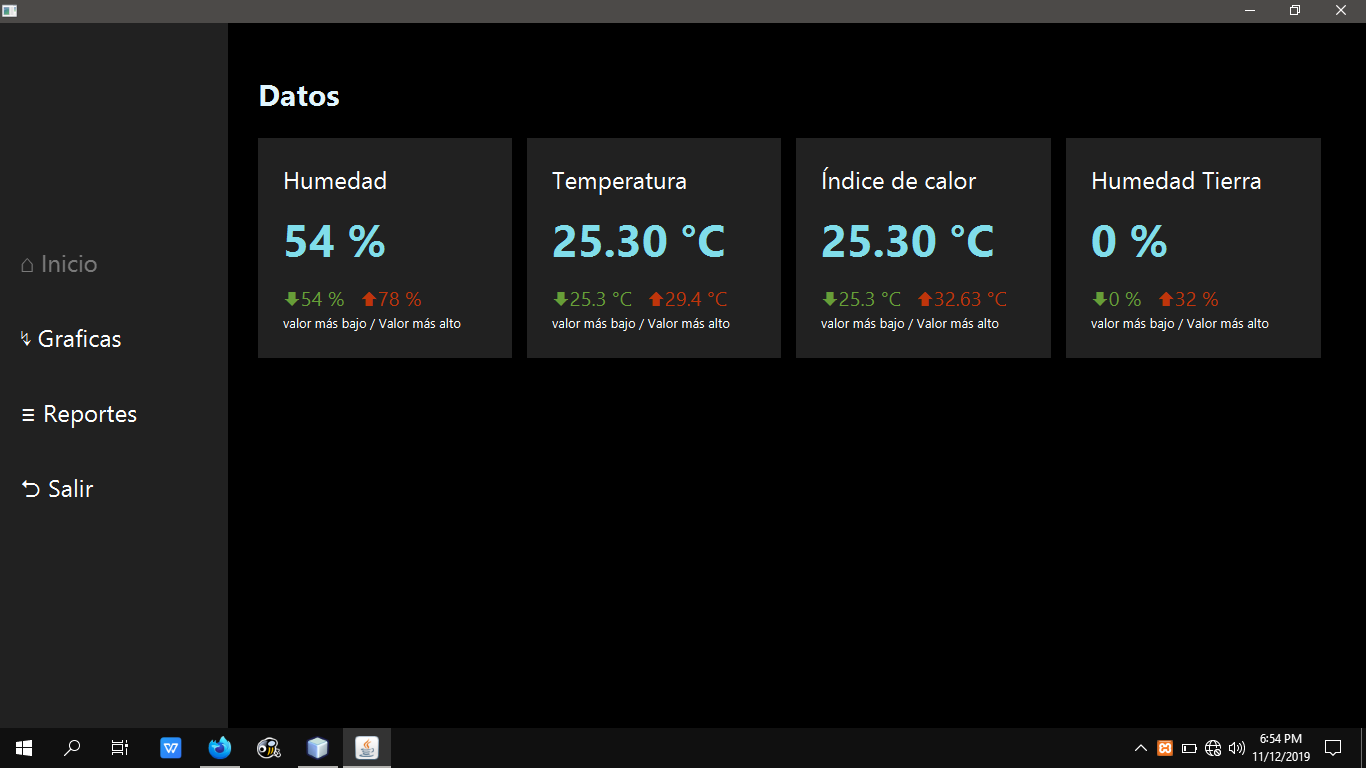 Datos
Humedad
54 %
54 % 78 %
valor más bajo / Valor más alto
Temperatura
25.30 °C
25.3 °C 29.4 °C
valor más bajo / Valor más alto
Índice de calor
25.30 °C
25.3 °C 32.63 °C
valor más bajo / Valor más alto
Humedad Tierra
0 %
0 % 32 %
valor más bajo / Valor más alto
Inicio
Graficas
Reportes
Salir
6:54 PM
11/12/2019